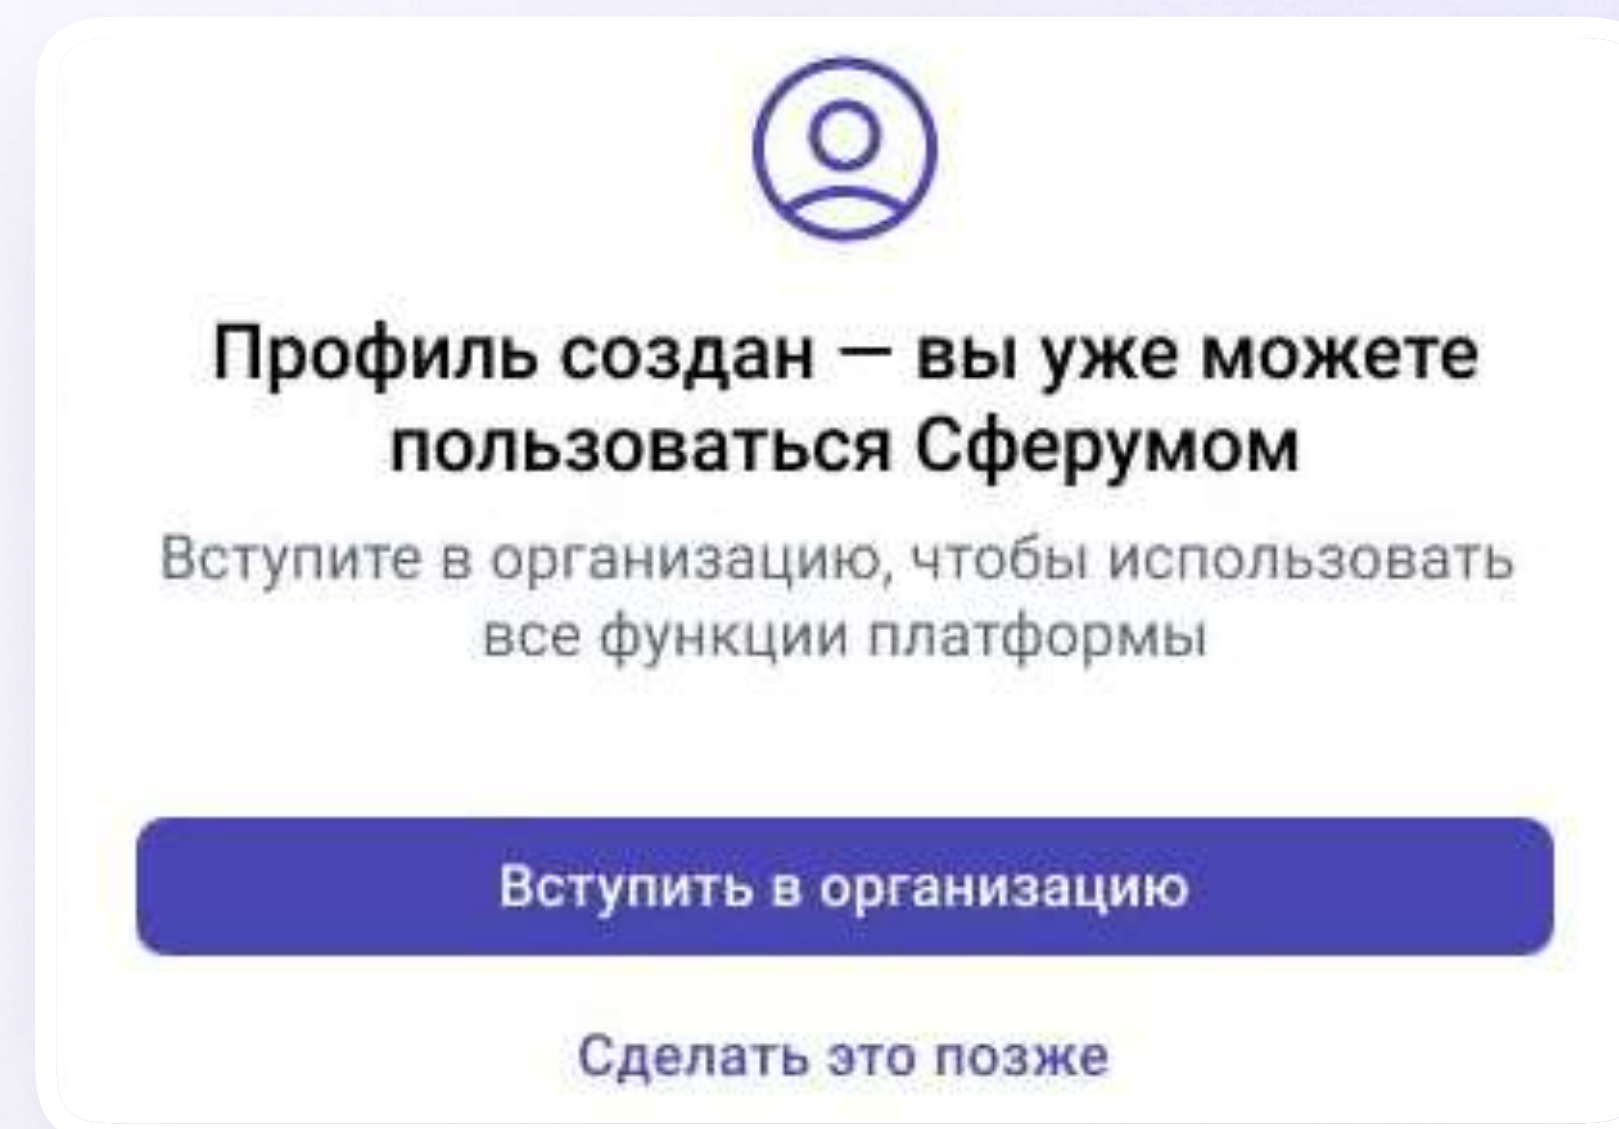 Профиль создан — вы уже можете
пользоваться Сферумом
Вступите в организацию, чтобы использовать
все функции платформы
Вступить в организацию
Сделать это позже